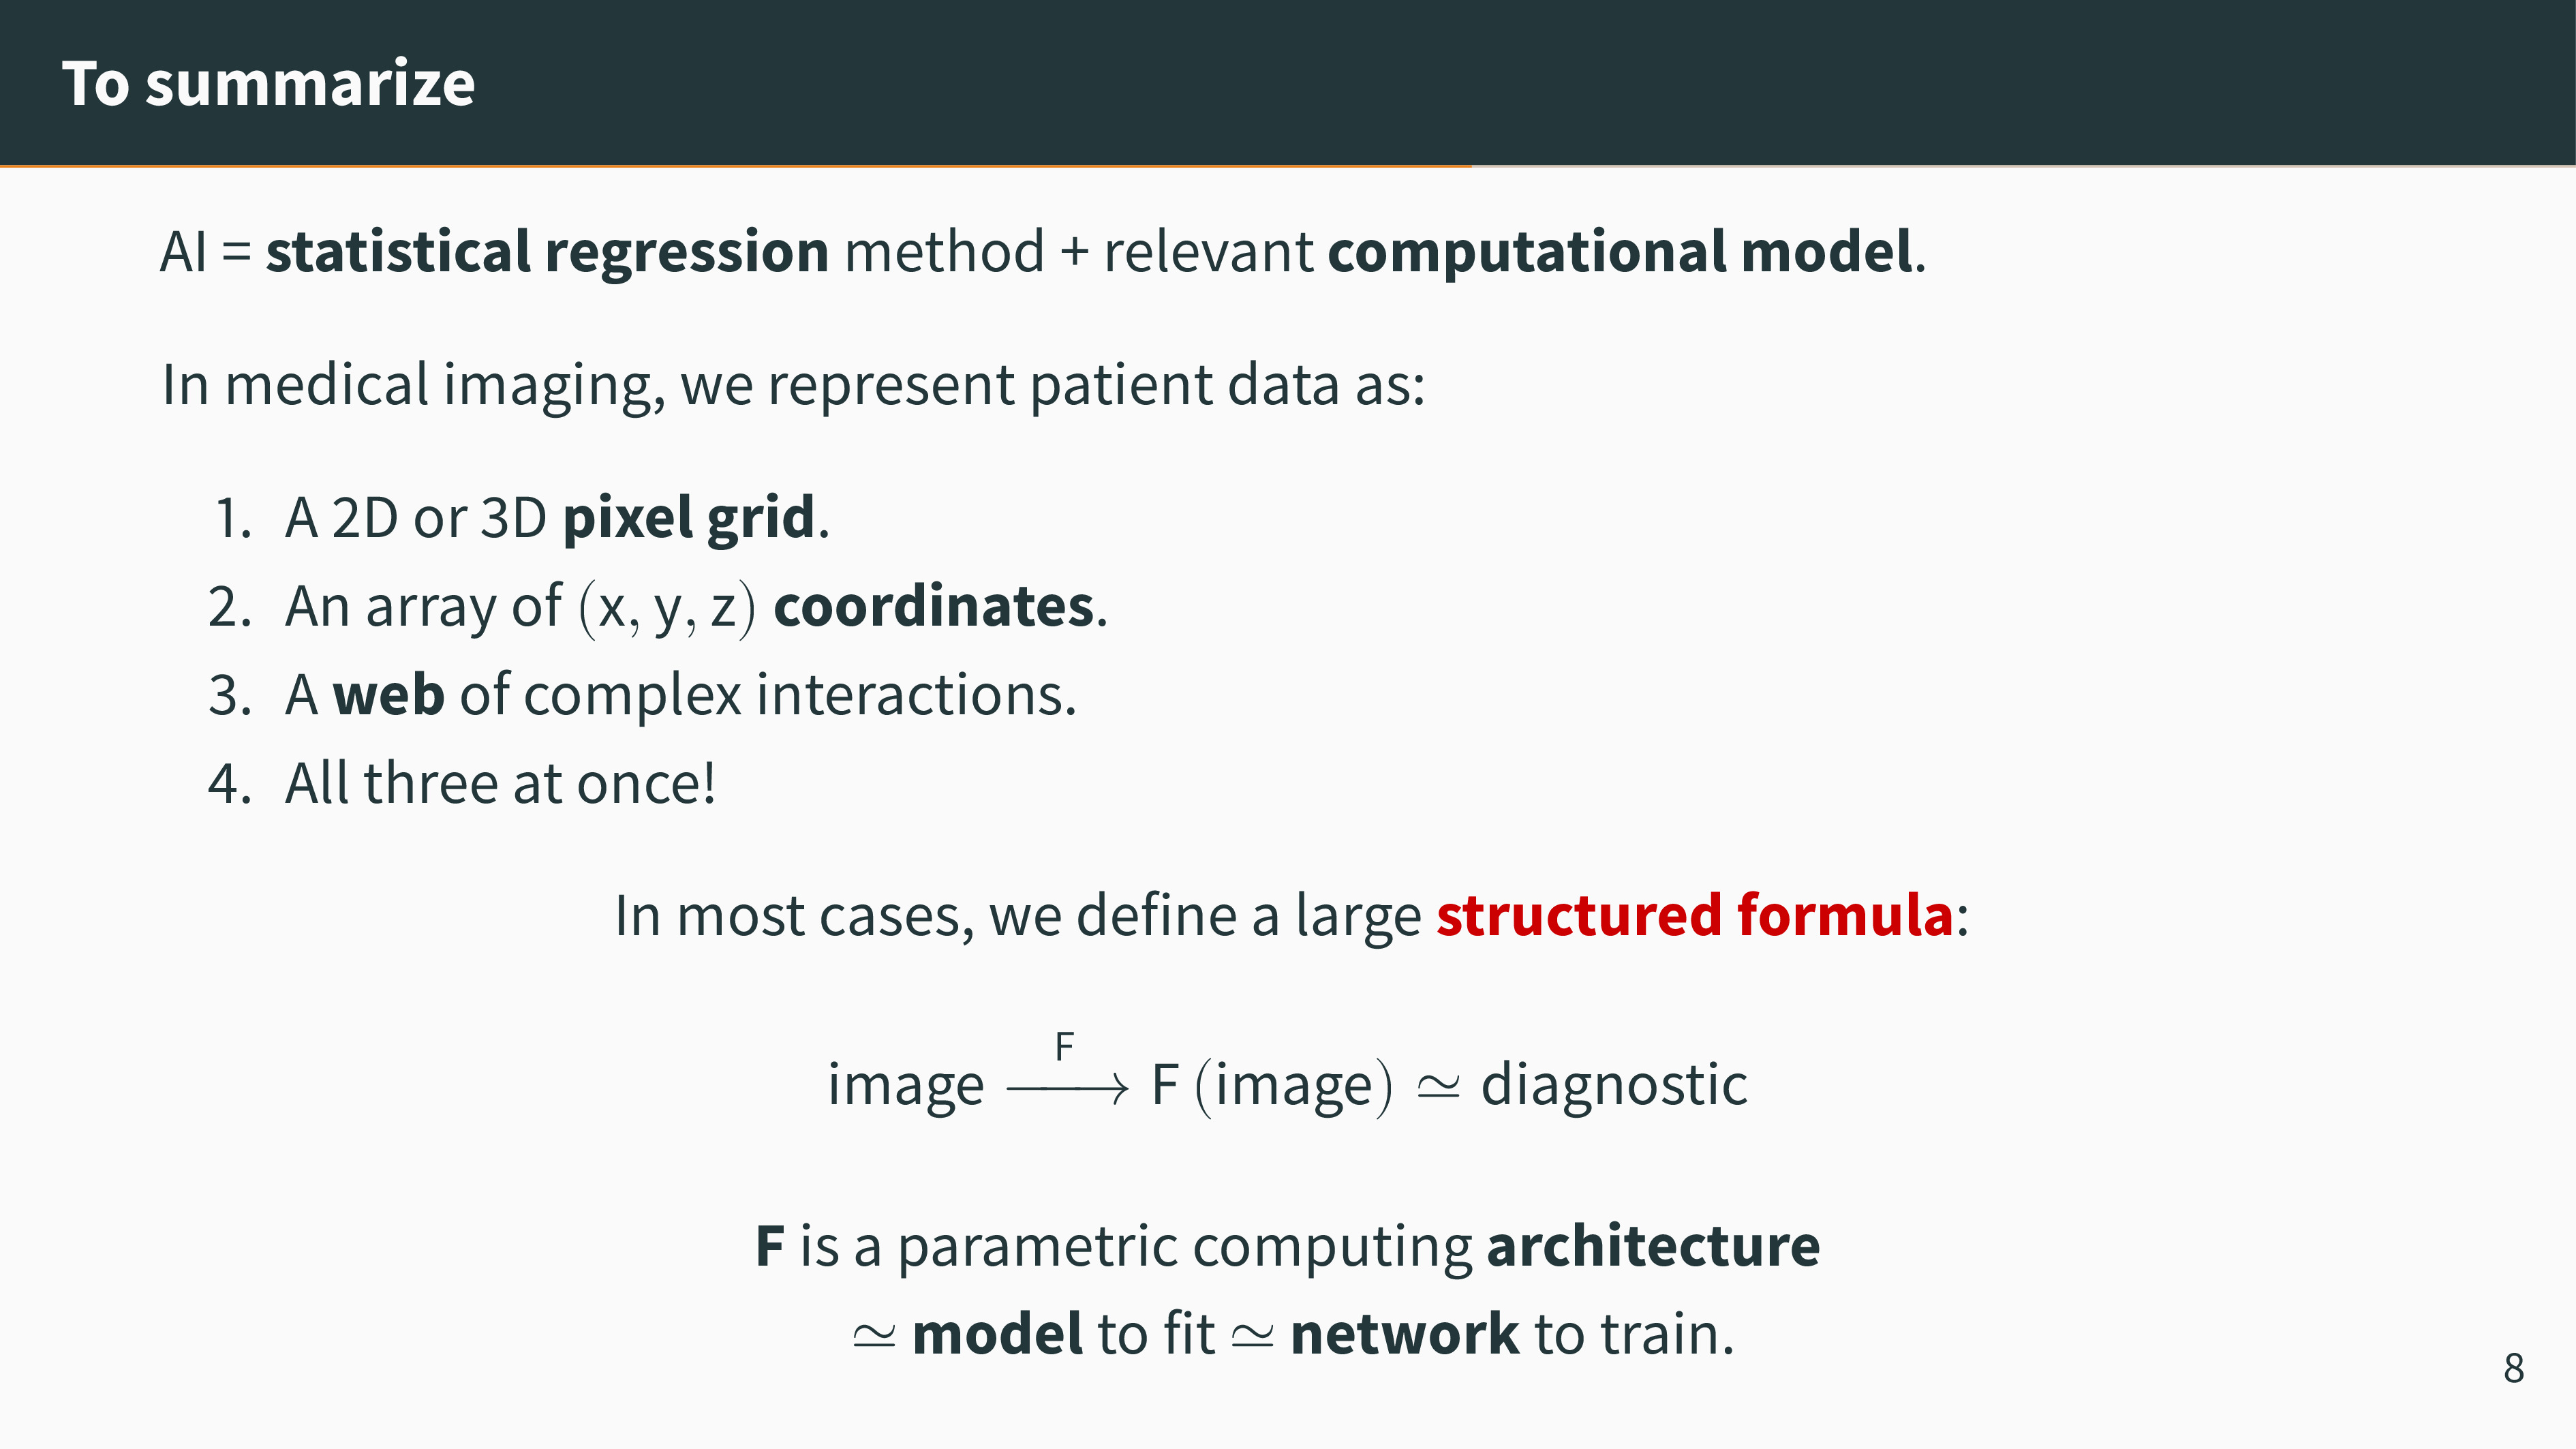 To summarize
AI = statistical regression method + relevant computational model.
In medical imaging, we represent patient data as:
1. A 2D or 3D pixel grid.
2. An array of (x, y, z) coordinates.
3. A web of complex interactions.
4. All three at once!
In most cases, we define a large structured formula:
F
image ⟶ F (image) ≃ diagnostic
F is a parametric computing architecture
≃ model to fit ≃ network to train.
8